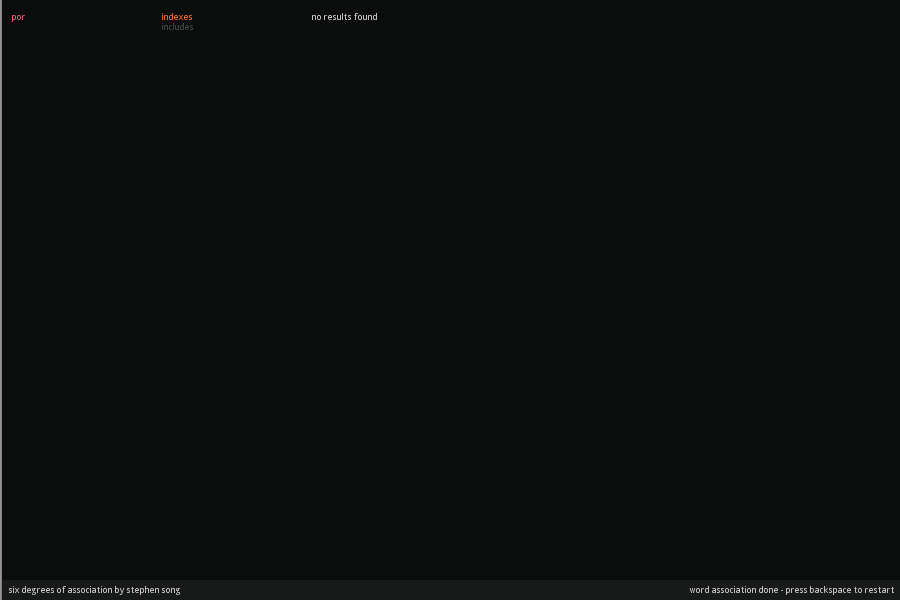 por
indexes
includes
no results found
six degrees of association by stephen song
word association done - press backspace to restart